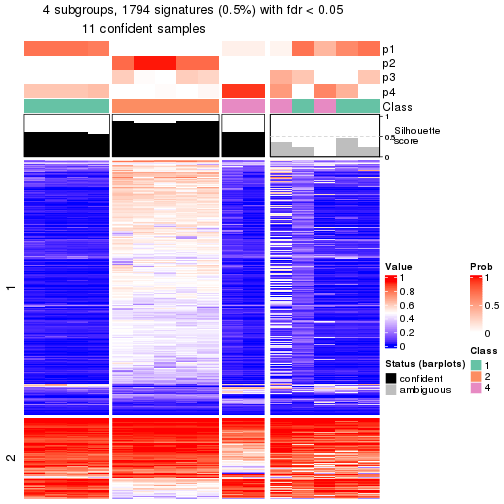 4 subgroups, 1794 signatures (0.5%) with fdr < 0.05
11 confident samples
p1
p2
p3
p4
Class
1
0.5
0
Silhouette
score
1
2
Value
1
0.8
0.6
0.4
0.2
0
Prob
1
0.5
0
Status (barplots)
confident
ambiguous
Class
1
2
4